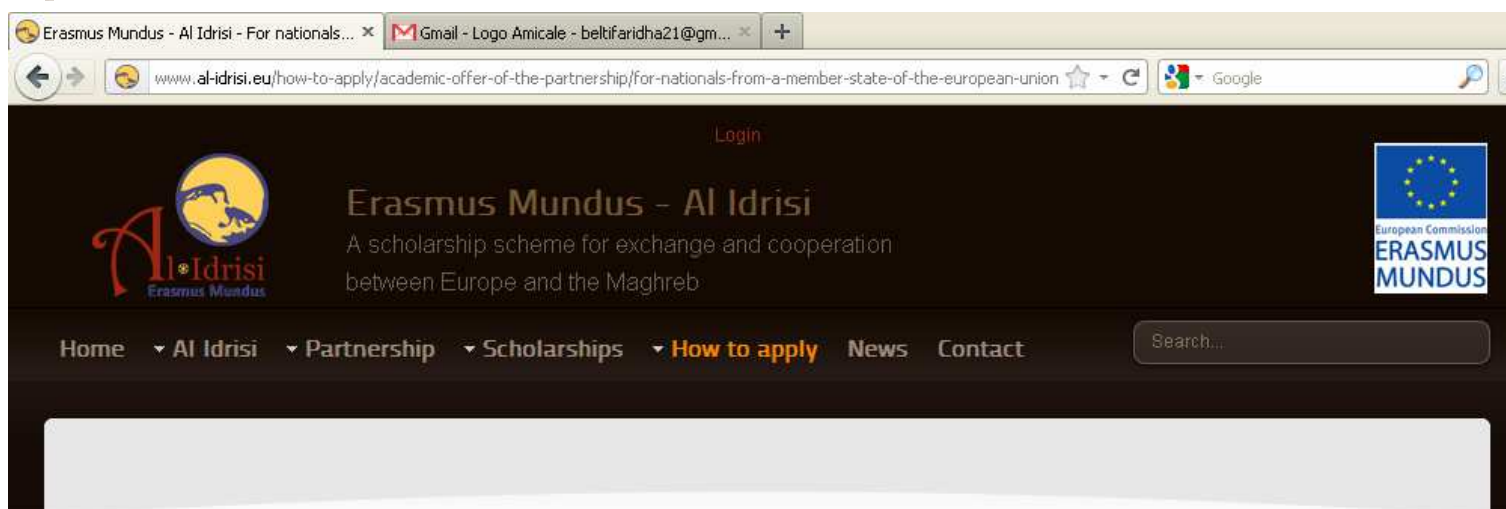 Erasmus Mundus - Al Idrisi - For nationals... × Gmail - Logo Amicale - beltifaridha21@gm... × +
www.al-idrisi.eu/how-to-apply/academic-offer-of-the-partnership/for-nationals-from-a-member-state-of-the-european-union Google
Login
Al Idrisi
Erasmus Mundus
Erasmus Mundus - Al Idrisi
A scholarship scheme for exchange and cooperation
between Europe and the Maghreb
European Commission
ERASMUS
MUNDUS
Home Al Idrisi Partnership Scholarships How to apply News Contact Search...